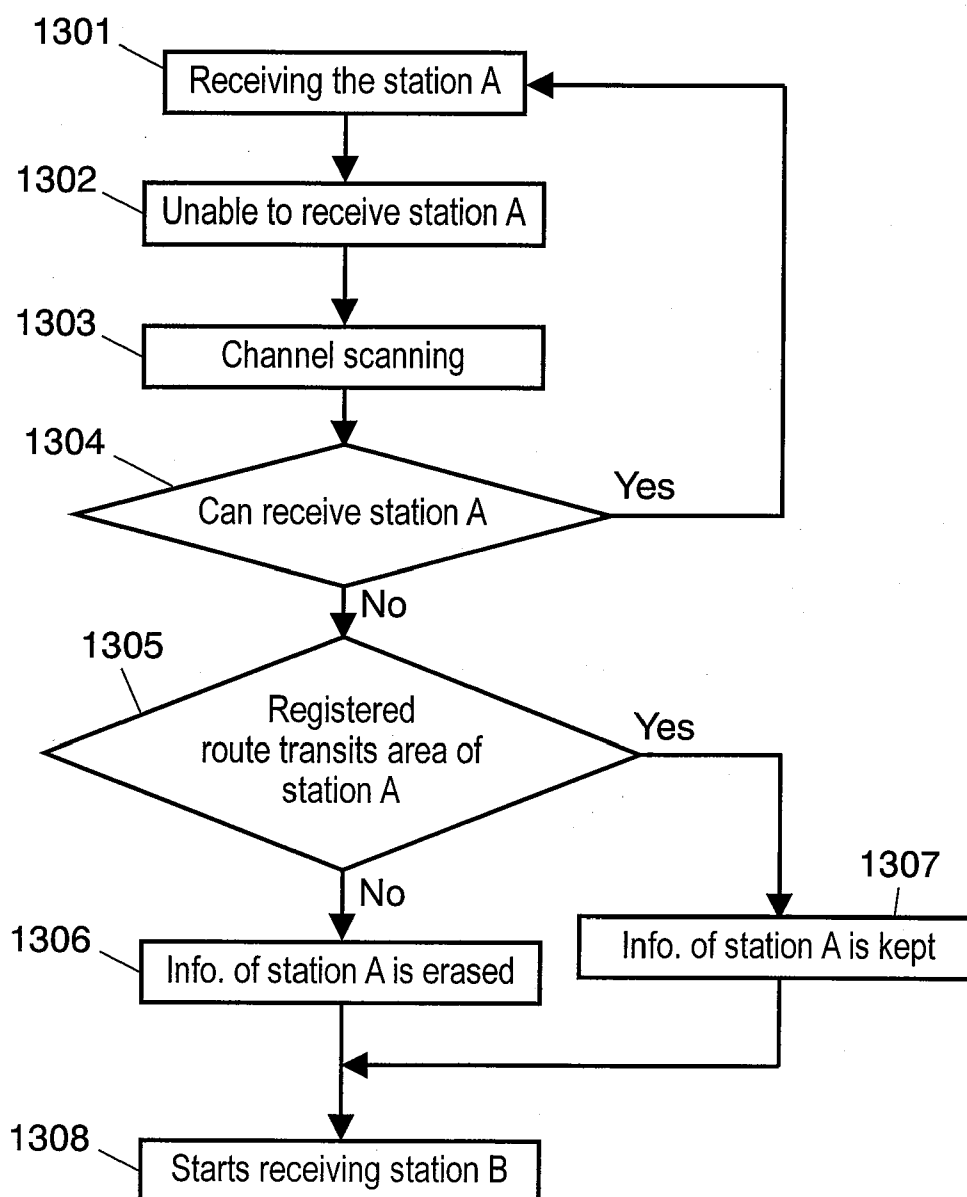 1301
Receiving the station A
1302
Unable to receive station A
1303
Channel scanning
1304
Can receive station A
Yes
No
1305
Registered
route transits area of
station A
Yes
No
1307
Info. of station A is kept
1306
Info. of station A is erased
1308
Starts receiving station B